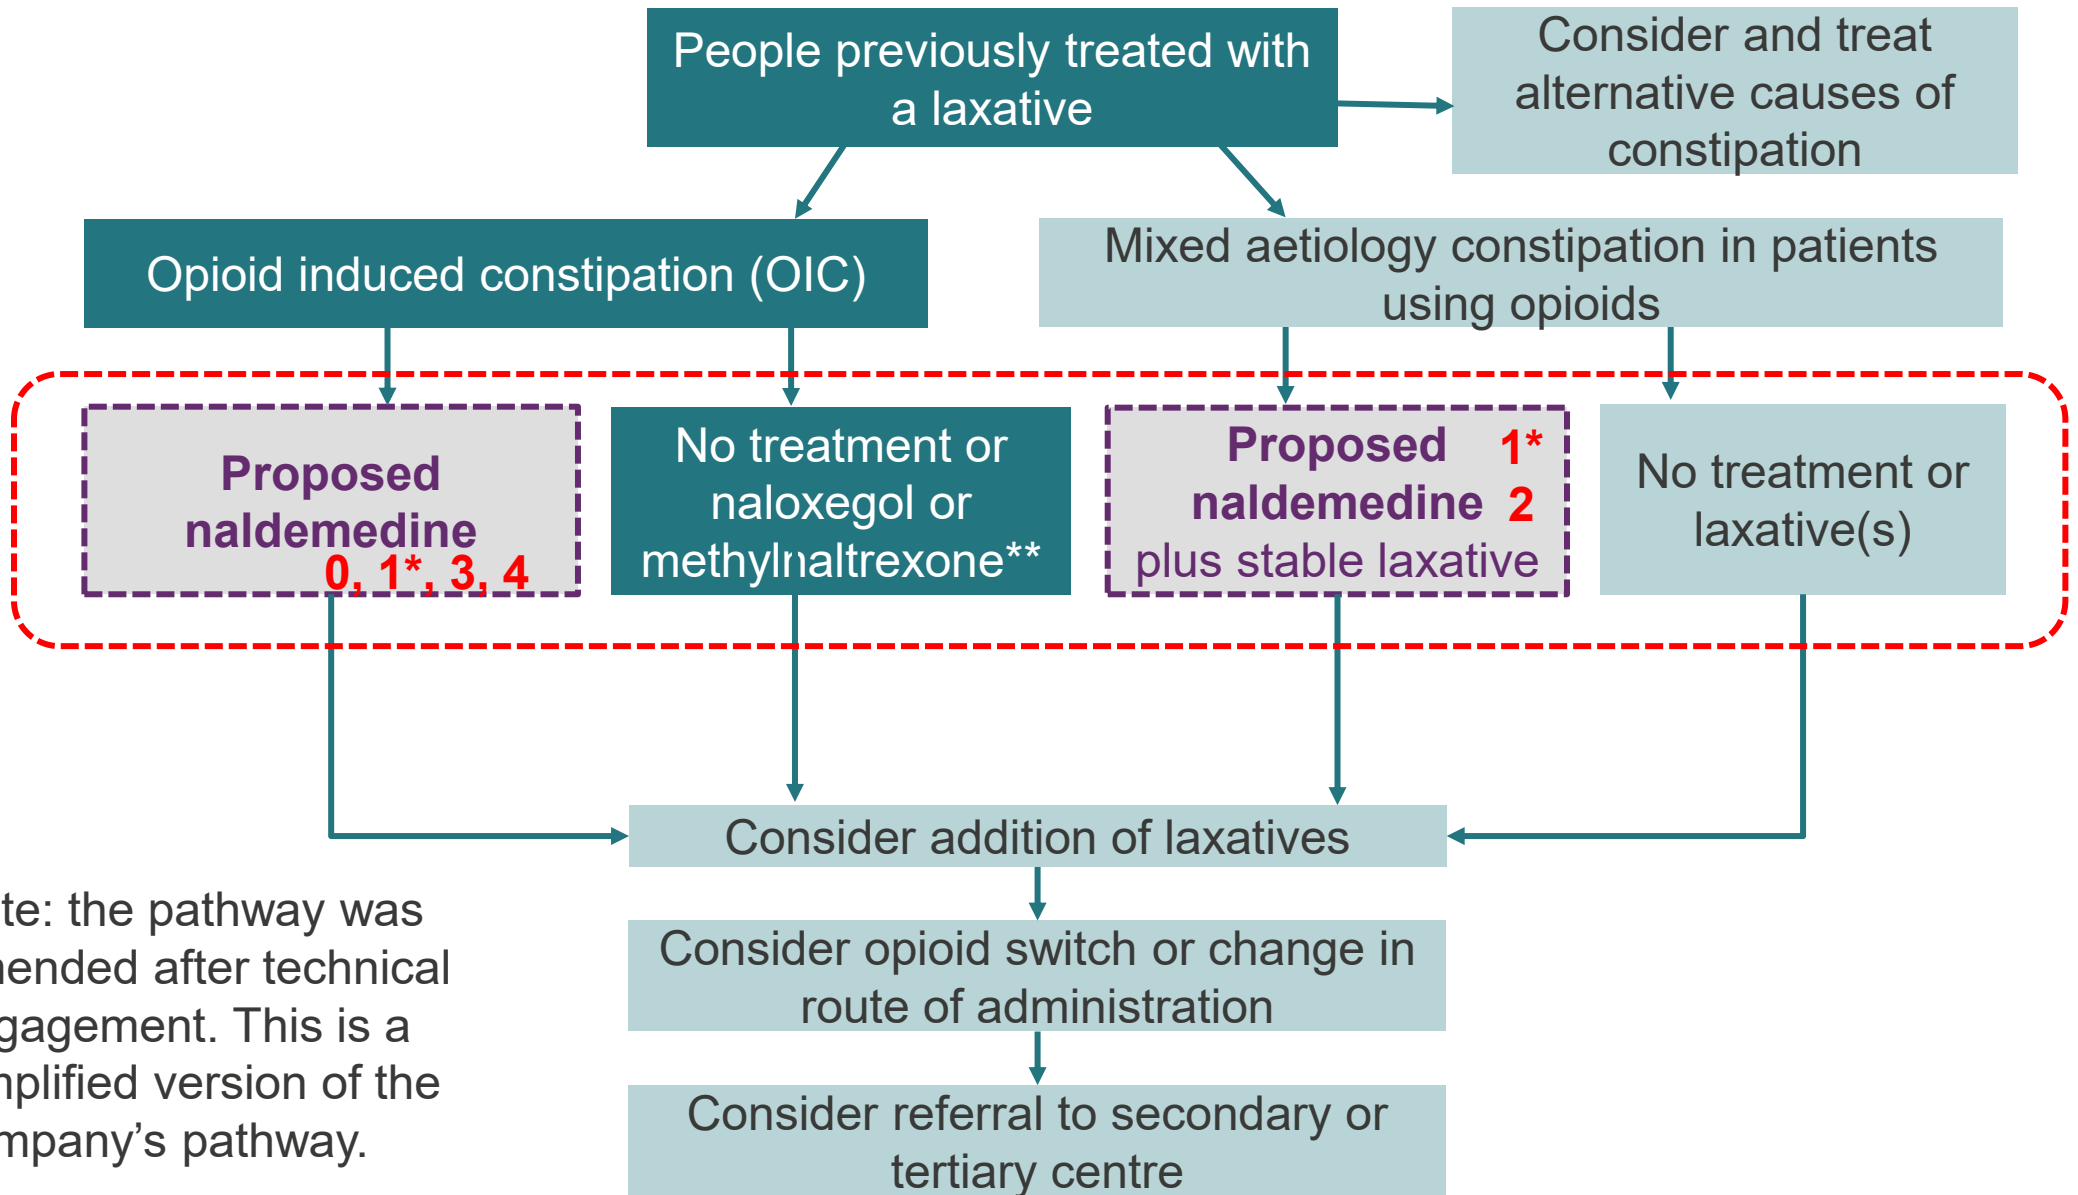 People previously treated with
a laxative
Consider and treat
alternative causes of
constipation
Opioid induced constipation (OIC)
Mixed aetiology constipation in patients
using opioids
Proposed
naldemedine
0, 1*, 3, 4
No treatment or
naloxegol or
methylnaltrexone**
Proposed 1*
naldemedine 2
plus stable laxative
No treatment or
laxative(s)
Consider addition of laxatives
Consider opioid switch or change in
route of administration
Consider referral to secondary or
tertiary centre
te: the pathway was
ended after technical
gagement. This is a
mplified version of the
mpany’s pathway.